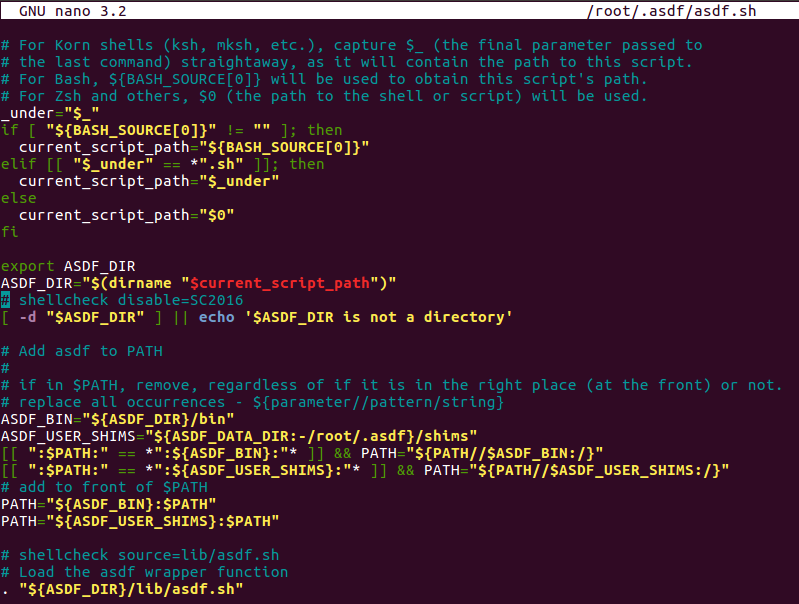 GNU nano 3.2 /root/.asdf/asdf.sh
# For Korn shells (ksh, mksh, etc.), capture $_ (the final parameter passed to
# the last command) straightaway, as it will contain the path to this script.
# For Bash, ${BASH_SOURCE[0]} will be used to obtain this script's path.
# For Zsh and others, $0 (the path to the shell or script) will be used.
_under="$_"
if [ "${BASH_SOURCE[0]}" != "" ]; then
  current_script_path="${BASH_SOURCE[0]}"
elif [[ "$_under" == *".sh" ]]; then
  current_script_path="$_under"
else
  current_script_path="$0"
fi
export ASDF_DIR
ASDF_DIR="$(dirname "$current_script_path")"
# shellcheck disable=SC2016
[ -d "$ASDF_DIR" ] || echo '$ASDF_DIR is not a directory'
# Add asdf to PATH
#
# if in $PATH, remove, regardless of if it is in the right place (at the front) or not.
# replace all occurrences - ${parameter//pattern/string}
ASDF_BIN="${ASDF_DIR}/bin"
ASDF_USER_SHIMS="${ASDF_DATA_DIR:-/root/.asdf}/shims"
[[ ":$PATH:" == *":${ASDF_BIN}:"* ]] && PATH="${PATH//$ASDF_BIN:/}"
[[ ":$PATH:" == *":${ASDF_USER_SHIMS}:"* ]] && PATH="${PATH//$ASDF_USER_SHIMS:/}"
# add to front of $PATH
PATH="${ASDF_BIN}:$PATH"
PATH="${ASDF_USER_SHIMS}:$PATH"
# shellcheck source=lib/asdf.sh
# Load the asdf wrapper function
. "${ASDF_DIR}/lib/asdf.sh"